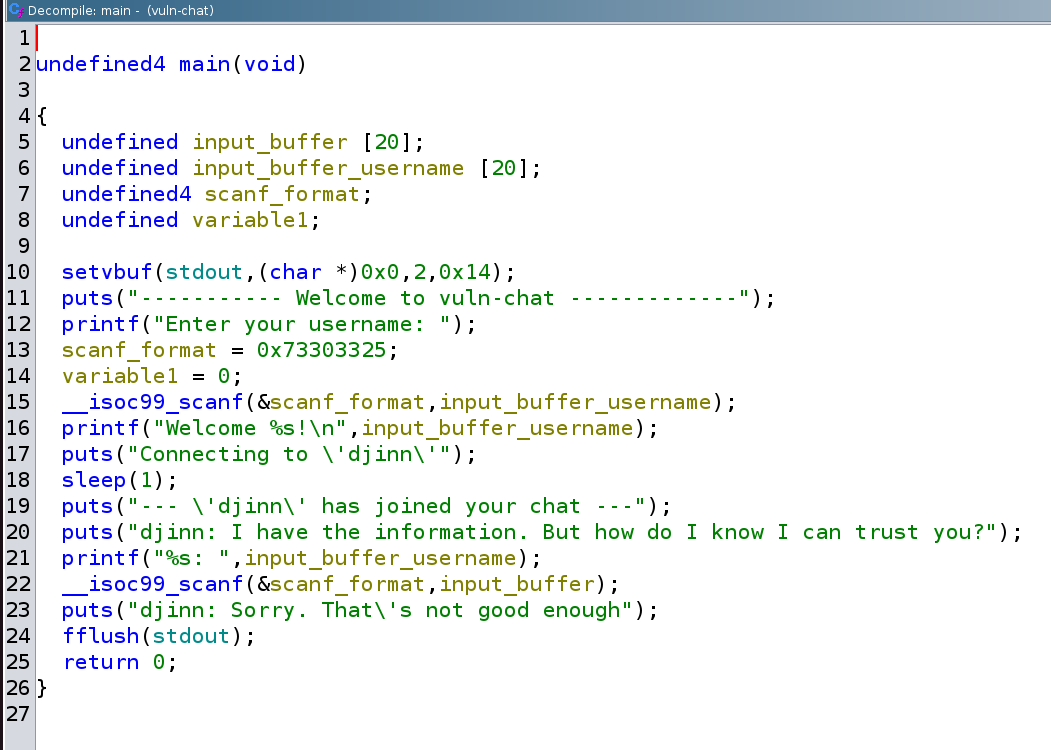 Decompile: main - (vuln-chat)
1
2 undefined4 main(void)
3
4 {
5 undefined input_buffer [20];
6 undefined input_buffer_username [20];
7 undefined4 scanf_format;
8 undefined variable1;
9
10 setvbuf(stdout,(char *)0x0,2,0x14);
11 puts("----------- Welcome to vuln-chat -------------");
12 printf("Enter your username: ");
13 scanf_format = 0x73303325;
14 variable1 = 0;
15 __isoc99_scanf(&scanf_format,input_buffer_username);
16 printf("Welcome %s!\n",input_buffer_username);
17 puts("Connecting to \'djinn\'");
18 sleep(1);
19 puts("--- \'djinn\' has joined your chat ---");
20 puts("djinn: I have the information. But how do I know I can trust you?");
21 printf("%s: ",input_buffer_username);
22 __isoc99_scanf(&scanf_format,input_buffer);
23 puts("djinn: Sorry. That\'s not good enough");
24 fflush(stdout);
25 return 0;
26 }
27